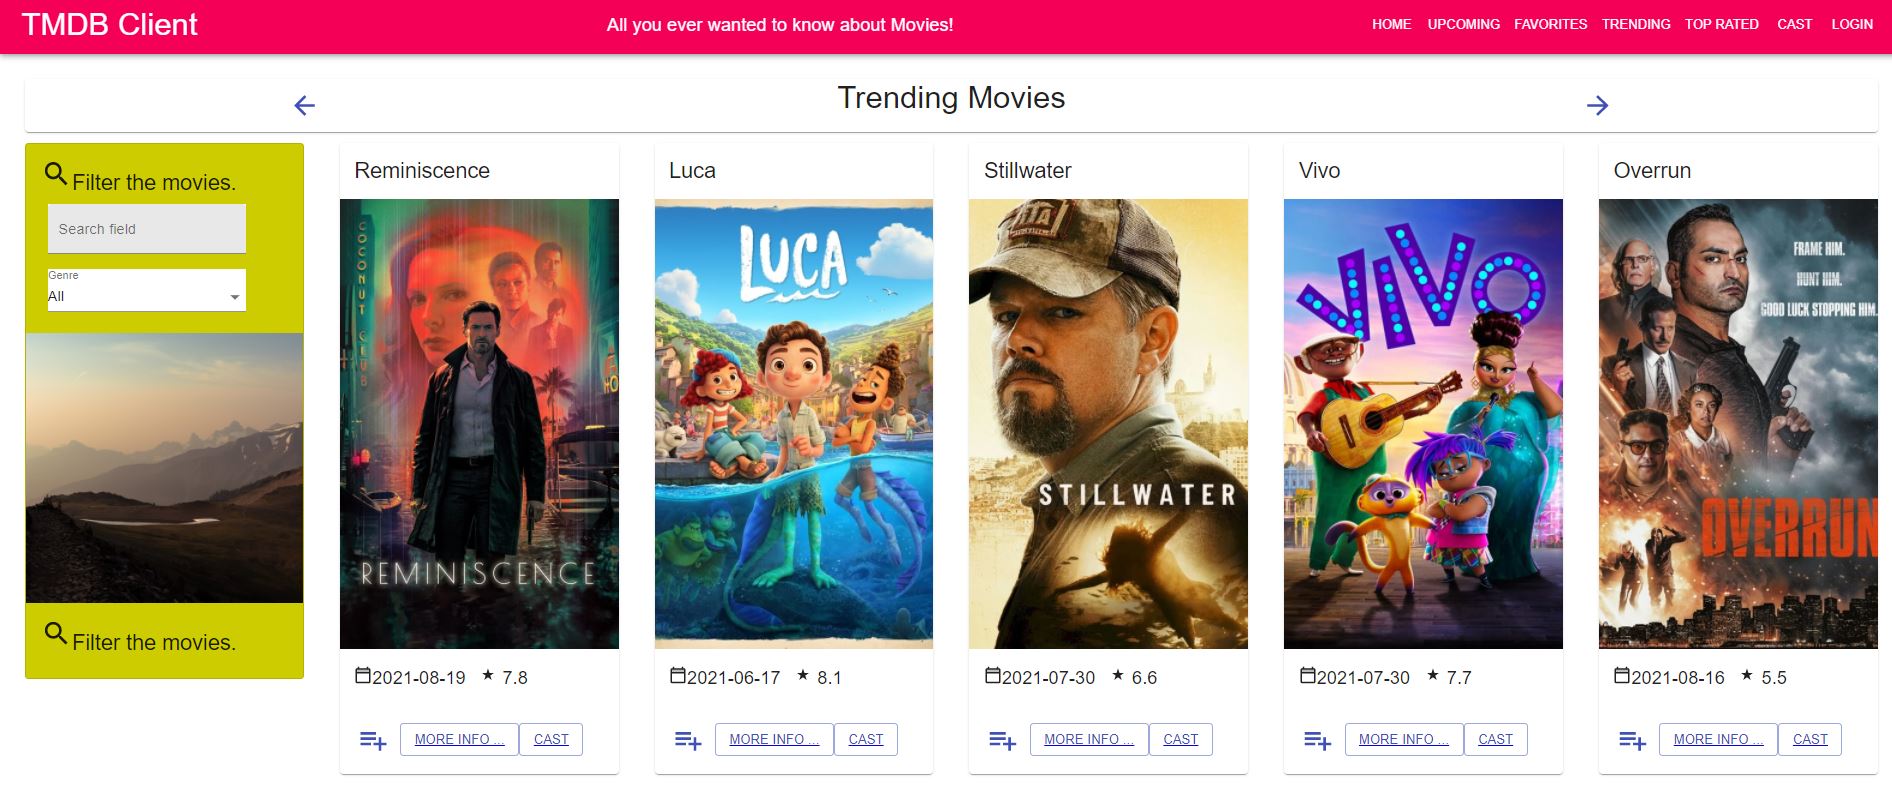 TMDB Client
All you ever wanted to know about Movies!
HOME UPCOMING FAVORITES TRENDING TOP RATED CAST LOGIN
Trending Movies
Filter the movies.
Search field
Genre
All
Filter the movies.
Reminiscence
COCONUT CLUB
MO
REMINISCENCE
2021-08-19 ★ 7.8
MORE INFO ... CAST
Luca
LUCA
2021-06-17 ★ 8.1
MORE INFO ... CAST
Stillwater
STILLWATER
2021-07-30 ★ 6.6
MORE INFO ... CAST
Vivo
VIVO
2021-07-30 ★ 7.7
MORE INFO ... CAST
Overrun
FRAME HIM.
HUNT HIM.
GOOD LUCK STOPPING HIM.
OVERRUN
2021-08-16 ★ 5.5
MORE INFO ... CAST